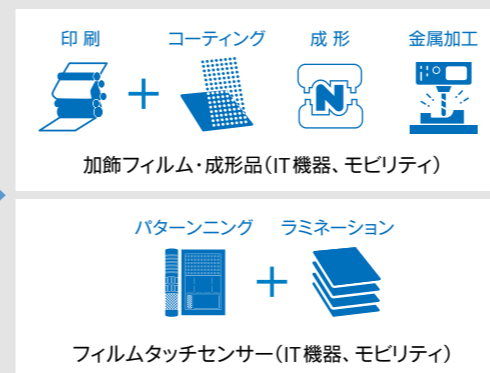 印刷 コーティング 成形 金属加工
+
N
加飾フィルム・成形品(IT機器、モビリティ)
パターンニング ラミネーション
+
フィルムタッチセンサー(IT機器、モビリティ)